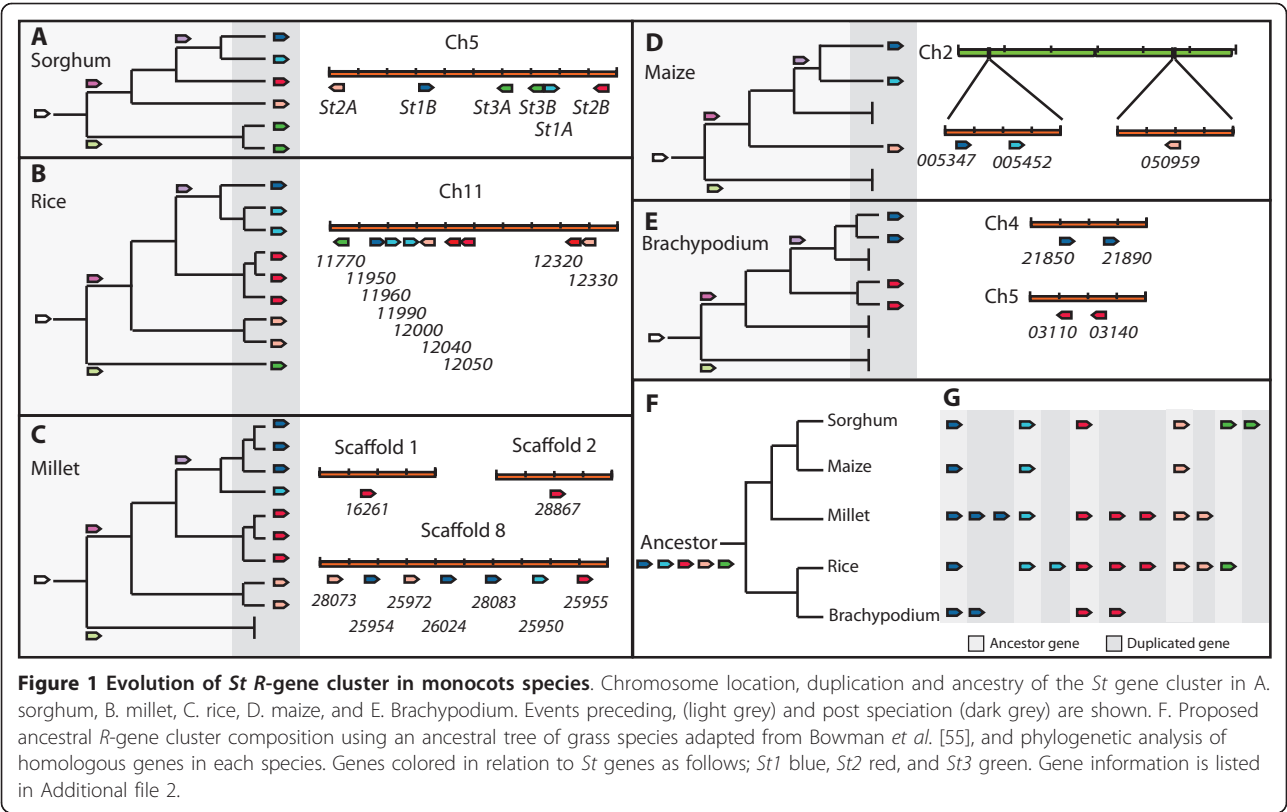 A
Sorghum
Ch5
St2A
St1B
St3A
St3B
St1A
St2B
B
Rice
Ch11
11770
11950
11960
11990
12000
12040
12050
12320
12330
C
Millet
Scaffold 1
16261
Scaffold 2
28867
Scaffold 8
28073
25954
25972
26024
28083
25950
25955
D
Maize
Ch2
005347
005452
050959
E
Brachypodium
Ch4
21850
21890
Ch5
03110
03140
F
Ancestor
Sorghum
Maize
Millet
Rice
Brachypodium
G
Ancestor gene
Duplicated gene
Figure 1 Evolution of St R-gene cluster in monocots species. Chromosome location, duplication and ancestry of the St gene cluster in A.
sorghum, B. millet, C. rice, D. maize, and E. Brachypodium. Events preceding, (light grey) and post speciation (dark grey) are shown. F. Proposed
ancestral R-gene cluster composition using an ancestral tree of grass species adapted from Bowman et al. [55], and phylogenetic analysis of
homologous genes in each species. Genes colored in relation to St genes as follows; St1 blue, St2 red, and St3 green. Gene information is listed
in Additional file 2.